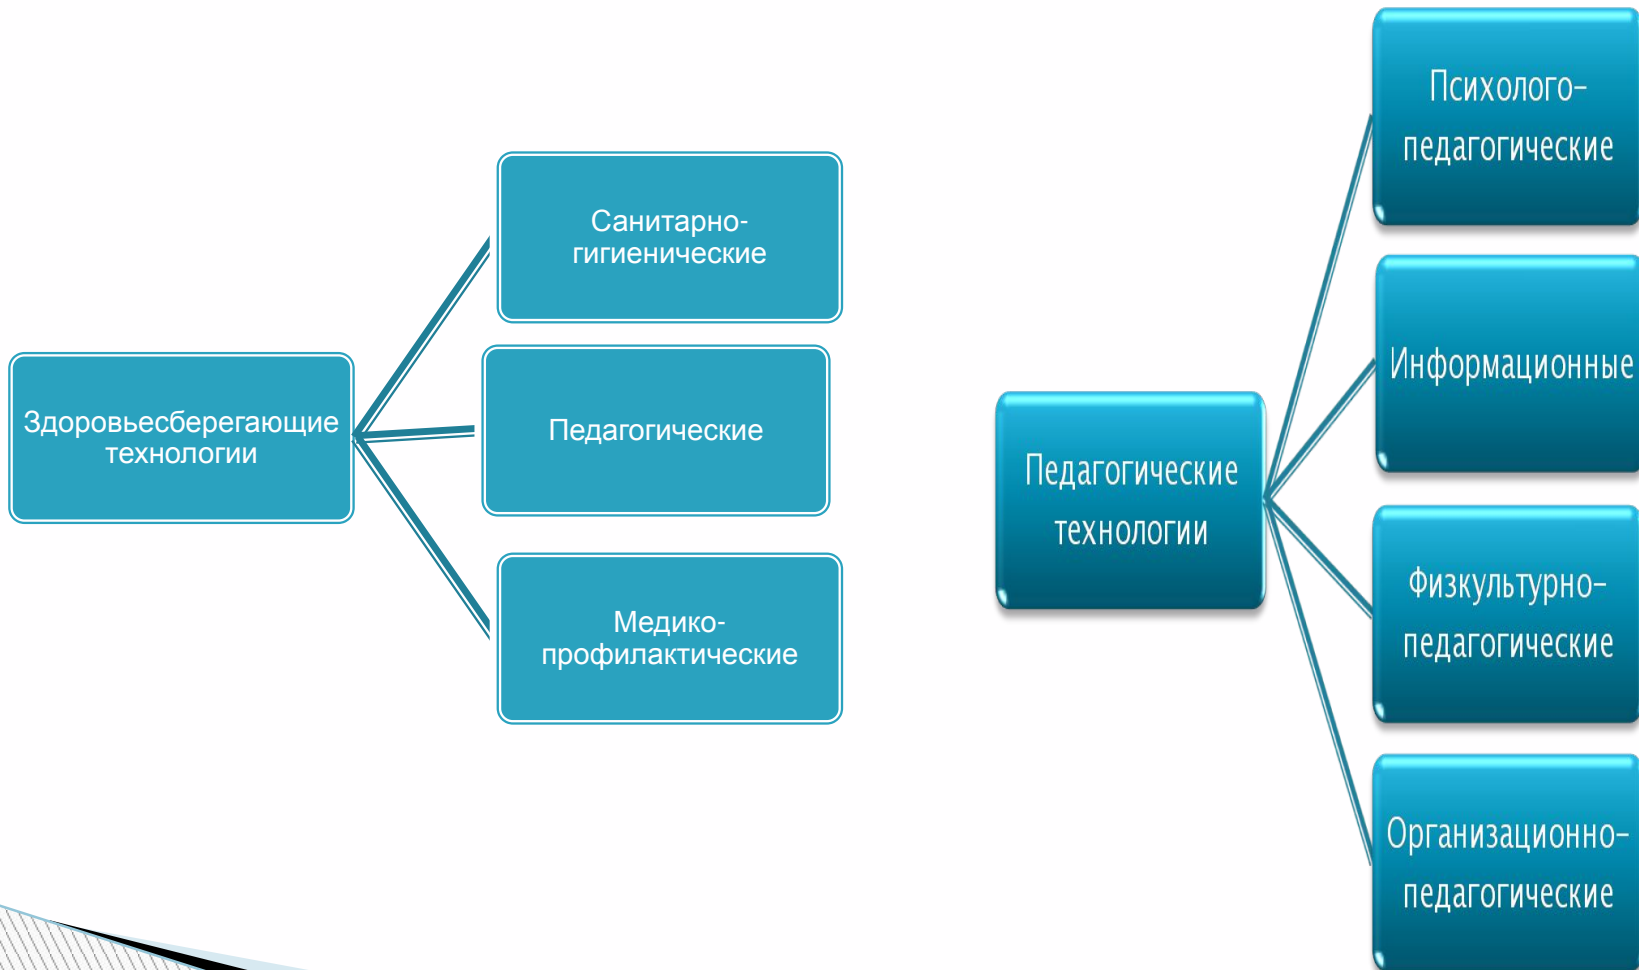 Здоровьесберегающие
технологии
Санитарно-
гигиенические
Педагогические
Медико-
профилактические
Педагогические
технологии
Психолого-
педагогические
Информационные
Физкультурно-
педагогические
Организационно-
педагогические